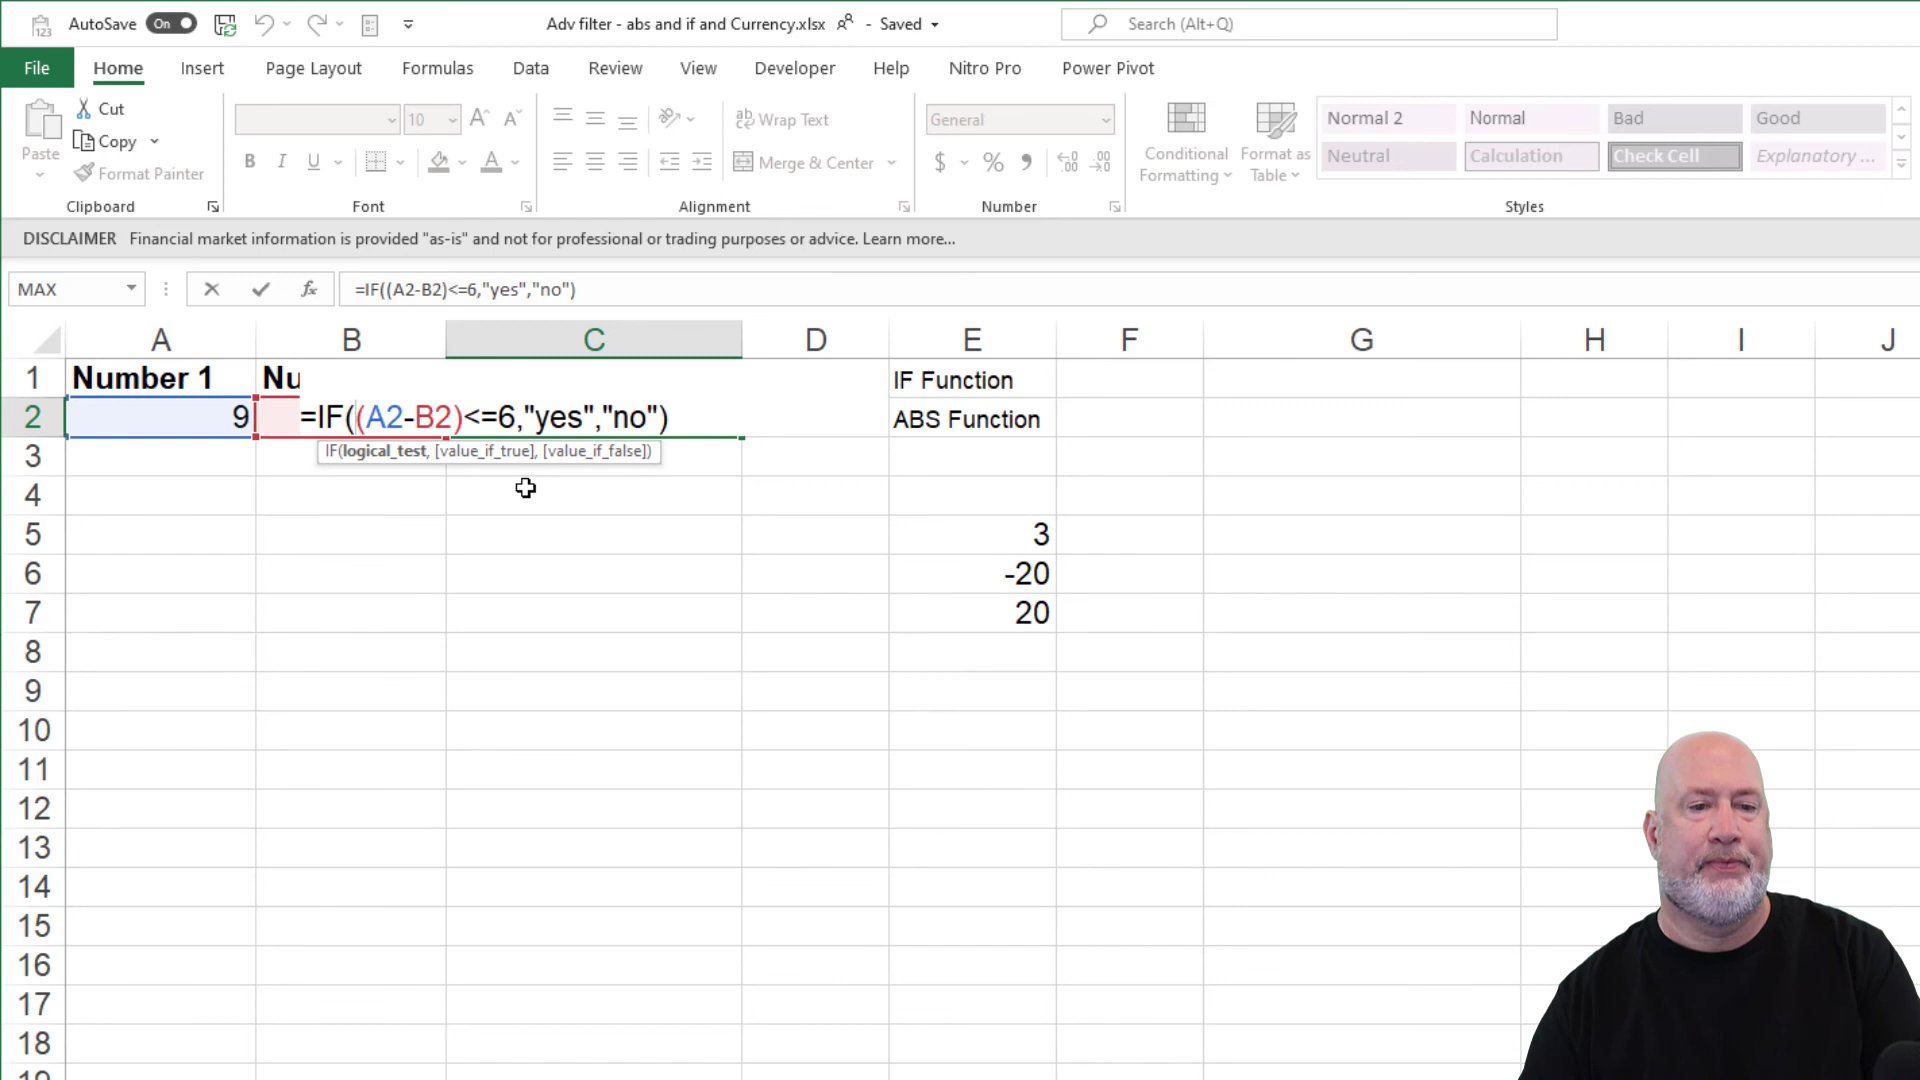 AutoSave On Adv filter - abs and if and Currency.xlsx - Saved Search (Alt+Q)
File Home Insert Page Layout Formulas Data Review View Developer Help Nitro Pro Power Pivot
Paste
Cut
Copy
Format Painter
Clipboard
10
B I U
Font
Wrap Text
Merge & Center
Alignment
General
$ %
Number
Conditional
Formatting
Format as
Table
Normal 2 Normal Bad Good
Neutral Calculation Check Cell Explanatory ...
Styles
DISCLAIMER Financial market information is provided "as-is" and not for professional or trading purposes or advice. Learn more...
MAX fx =IF((A2-B2)<=6,"yes","no")
A B C D E F G H I J
1 Number 1 Nu IF Function
2 9 =IF((A2-B2)<=6,"yes","no") ABS Function
IF(logical_test, [value_if_true], [value_if_false])
3
4
5 3
6 -20
7 20
8
9
10
11
12
13
14
15
16
17
18
19